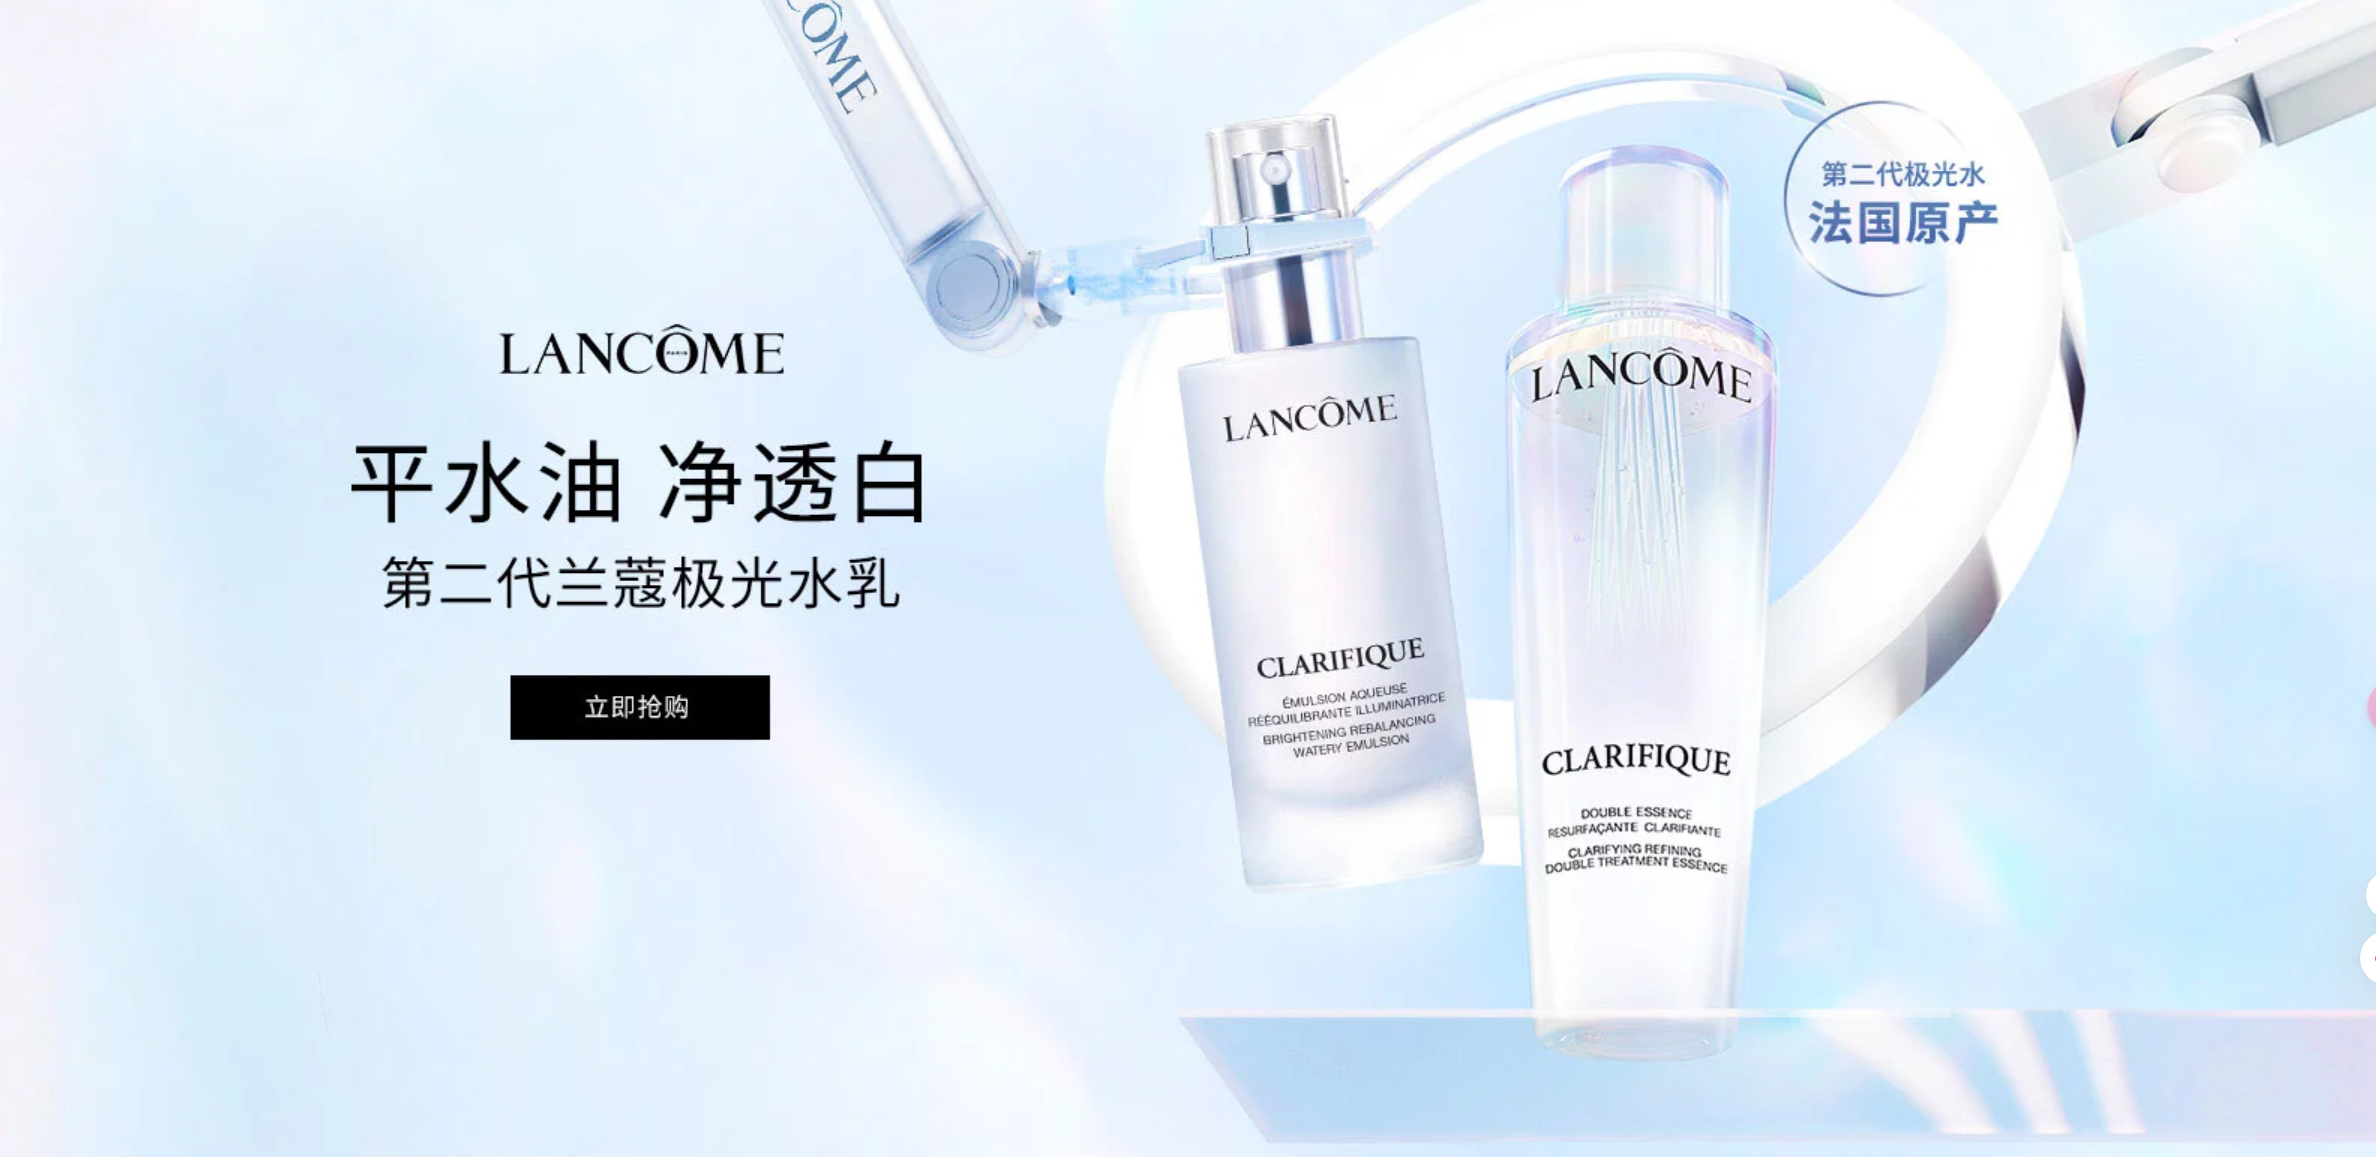 CÔME
LANCÔME
PARIS
平水油 净透白
第二代兰蔻极光水乳
立即抢购
LANCÔME
CLARIFIQUE
ÉMULSION AQUEUSE
RÉÉQUILIBRANTE ILLUMINATRICE
BRIGHTENING REBALANCING
WATERY EMULSION
LANCÔME
CLARIFIQUE
DOUBLE ESSENCE
RESURFAÇANTE CLARIFIANTE
CLARIFYING REFINING
DOUBLE TREATMENT ESSENCE
第二代极光水
法国原产